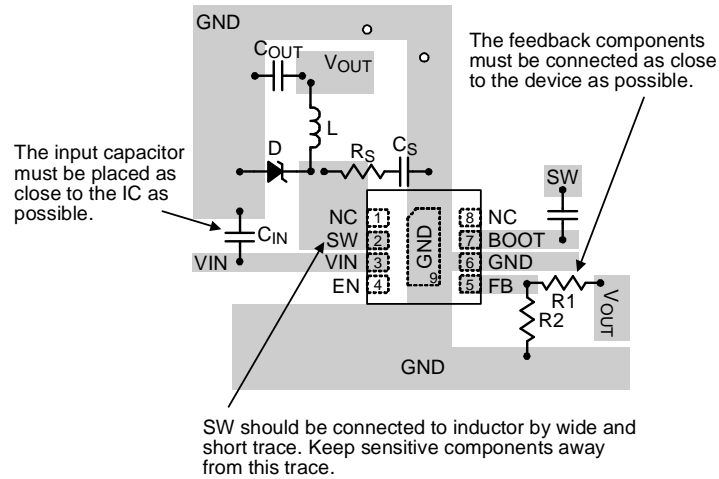 GND
COUT
VOUT
The feedback components
must be connected as close
to the device as possible.
L
D
RS
CS
The input capacitor
must be placed as
close to the IC as
possible.
SW
NC
1
8
NC
CIN
SW
2
GND
7
BOOT
VIN
VIN
3
6
GND
EN
4
9
5
FB
R1
R2
VOUT
GND
SW should be connected to inductor by wide and
short trace. Keep sensitive components away
from this trace.